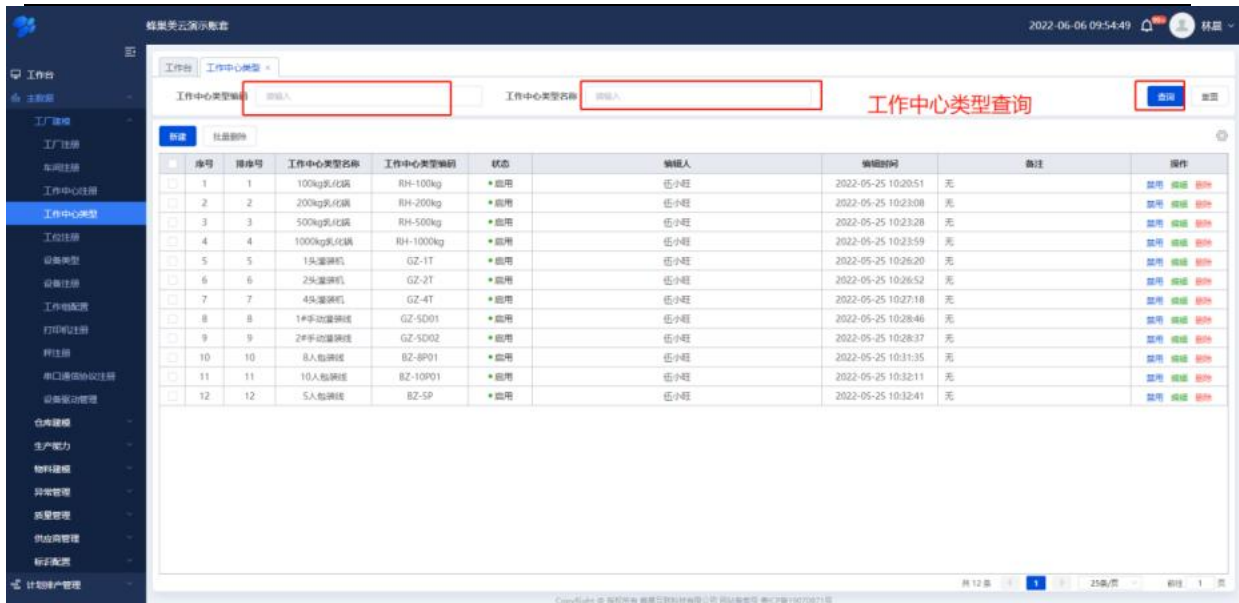 蜂巢美云演示账套
2022-06-06 09:54:49 99+ 林晨
工作台
主数据
工厂建模
工厂注册
车间注册
工作中心注册
工作中心类型
工位注册
设备类型
设备注册
工作组配置
打印机注册
秤注册
串口通信协议注册
设备驱动管理
仓库建模
生产能力
物料建模
异常管理
质量管理
供应商管理
标识配置
计划排产管理
工作台 工作中心类型 ×
工作中心类型编码 请输入 工作中心类型名称 请输入 工作中心类型查询 查询 重置
新建 批量删除
序号 排序号 工作中心类型名称 工作中心类型编码 状态 编辑人 编辑时间 备注 操作
1 1 100kg乳化锅 RH-100kg 启用 伍小旺 2022-05-25 10:20:51 无 禁用 编辑 删除
2 2 200kg乳化锅 RH-200kg 启用 伍小旺 2022-05-25 10:23:08 无 禁用 编辑 删除
3 3 500kg乳化锅 RH-500kg 启用 伍小旺 2022-05-25 10:23:28 无 禁用 编辑 删除
4 4 1000kg乳化锅 RH-1000kg 启用 伍小旺 2022-05-25 10:23:59 无 禁用 编辑 删除
5 5 1头灌装机 GZ-1T 启用 伍小旺 2022-05-25 10:26:20 无 禁用 编辑 删除
6 6 2头灌装机 GZ-2T 启用 伍小旺 2022-05-25 10:26:52 无 禁用 编辑 删除
7 7 4头灌装机 GZ-4T 启用 伍小旺 2022-05-25 10:27:18 无 禁用 编辑 删除
8 8 1#手动灌装线 GZ-SD01 启用 伍小旺 2022-05-25 10:28:46 无 禁用 编辑 删除
9 9 2#手动灌装线 GZ-SD02 启用 伍小旺 2022-05-25 10:28:37 无 禁用 编辑 删除
10 10 8人包装线 BZ-8P01 启用 伍小旺 2022-05-25 10:31:35 无 禁用 编辑 删除
11 11 10人包装线 BZ-10P01 启用 伍小旺 2022-05-25 10:32:11 无 禁用 编辑 删除
12 12 5人包装线 BZ-5P 启用 伍小旺 2022-05-25 10:32:41 无 禁用 编辑 删除
共 12 条 1 25条/页 前往 1 页
CopyRight © 版权所有